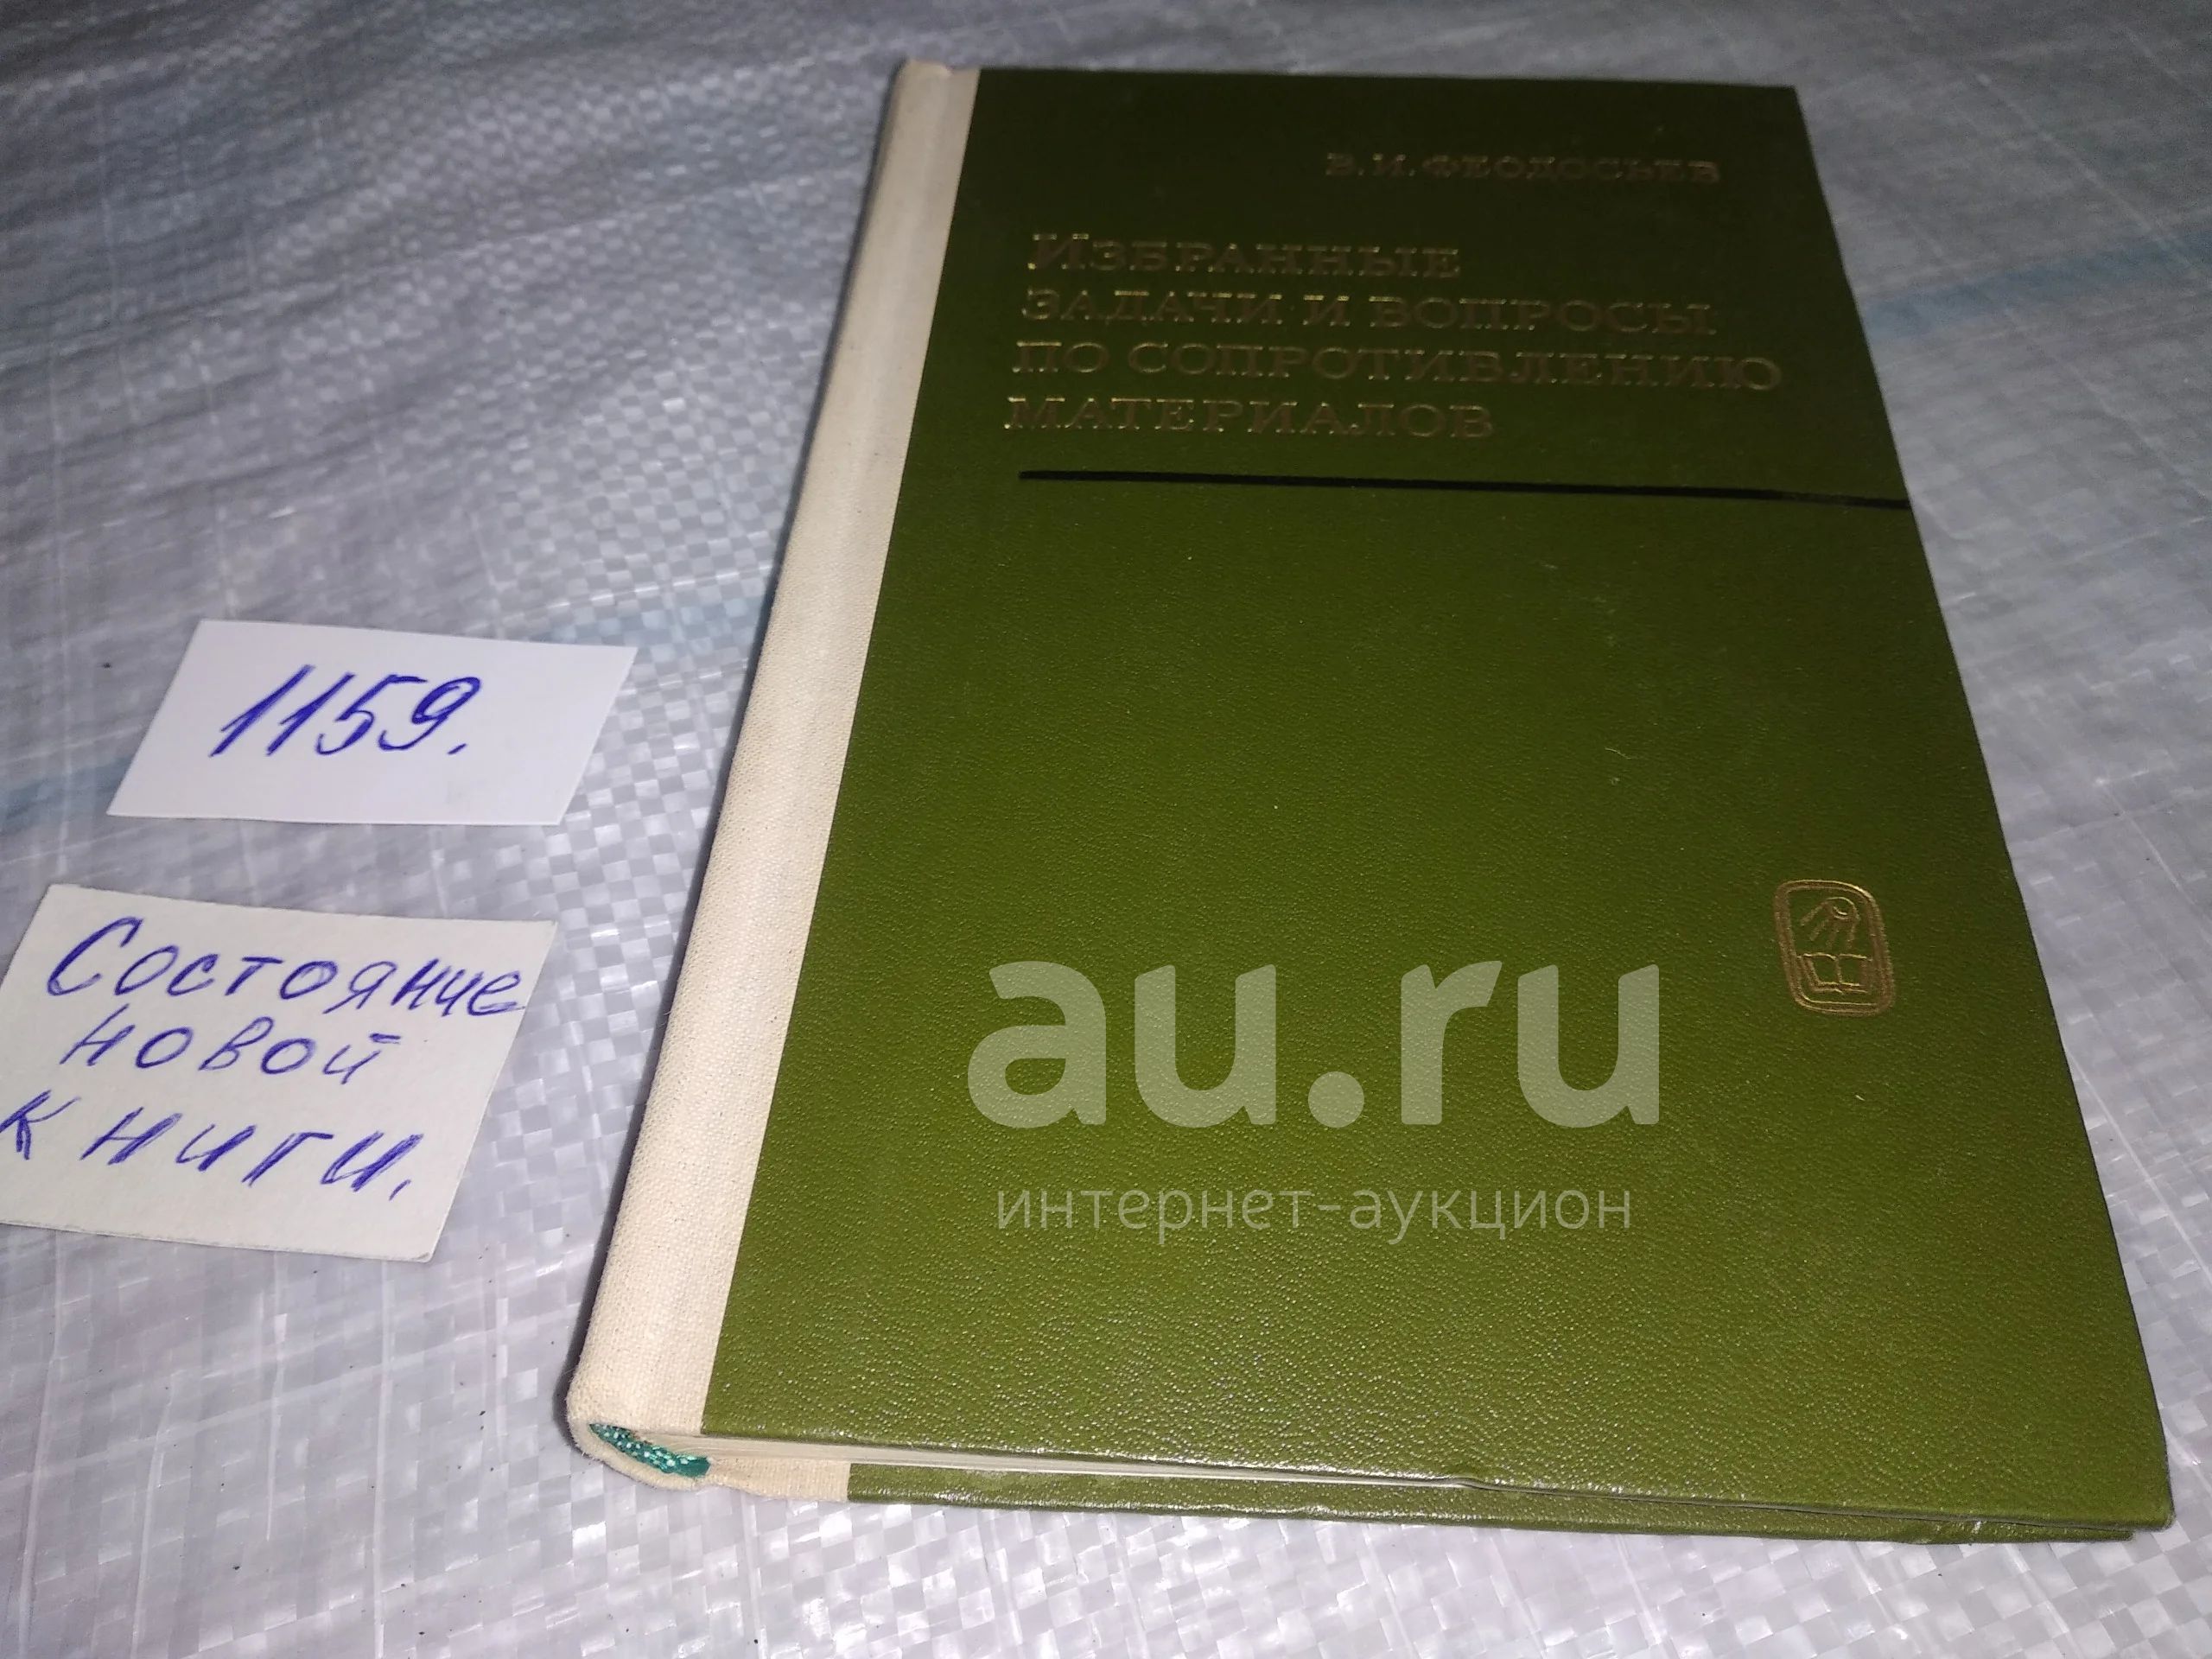 В. И. ФЕОДОСЬЕВ
ИЗБРАННЫЕ
ЗАДАЧИ И ВОПРОСЫ
ПО СОПРОТИВЛЕНИЮ
МАТЕРИАЛОВ
1159.
Состояние
новой
книги.
au.ru
интернет-аукцион